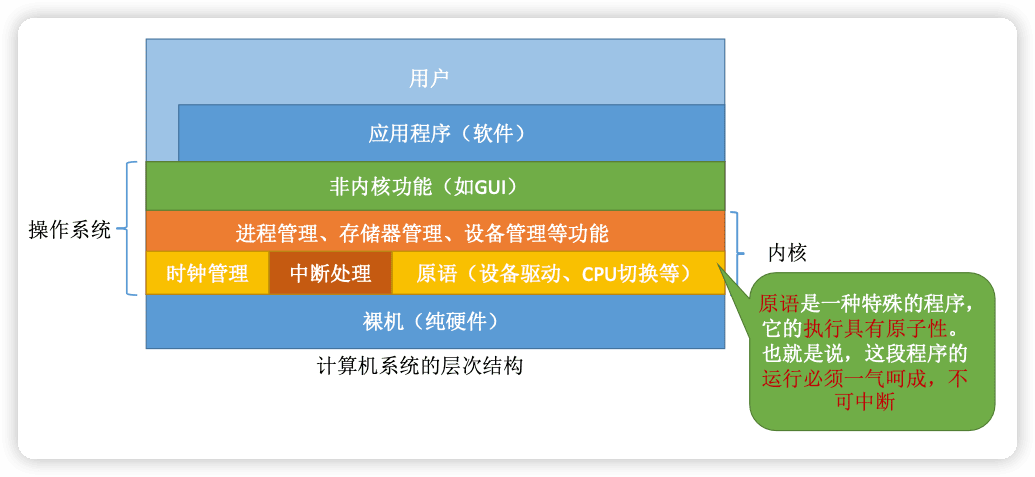 用户
应用程序（软件）
非内核功能（如GUI）
操作系统
进程管理、存储器管理、设备管理等功能
内核
时钟管理
中断处理
原语（设备驱动、CPU切换等）
裸机（纯硬件）
计算机系统的层次结构
原语是一种特殊的程序，
它的执行具有原子性。
也就是说，这段程序的
运行必须一气呵成，不
可中断